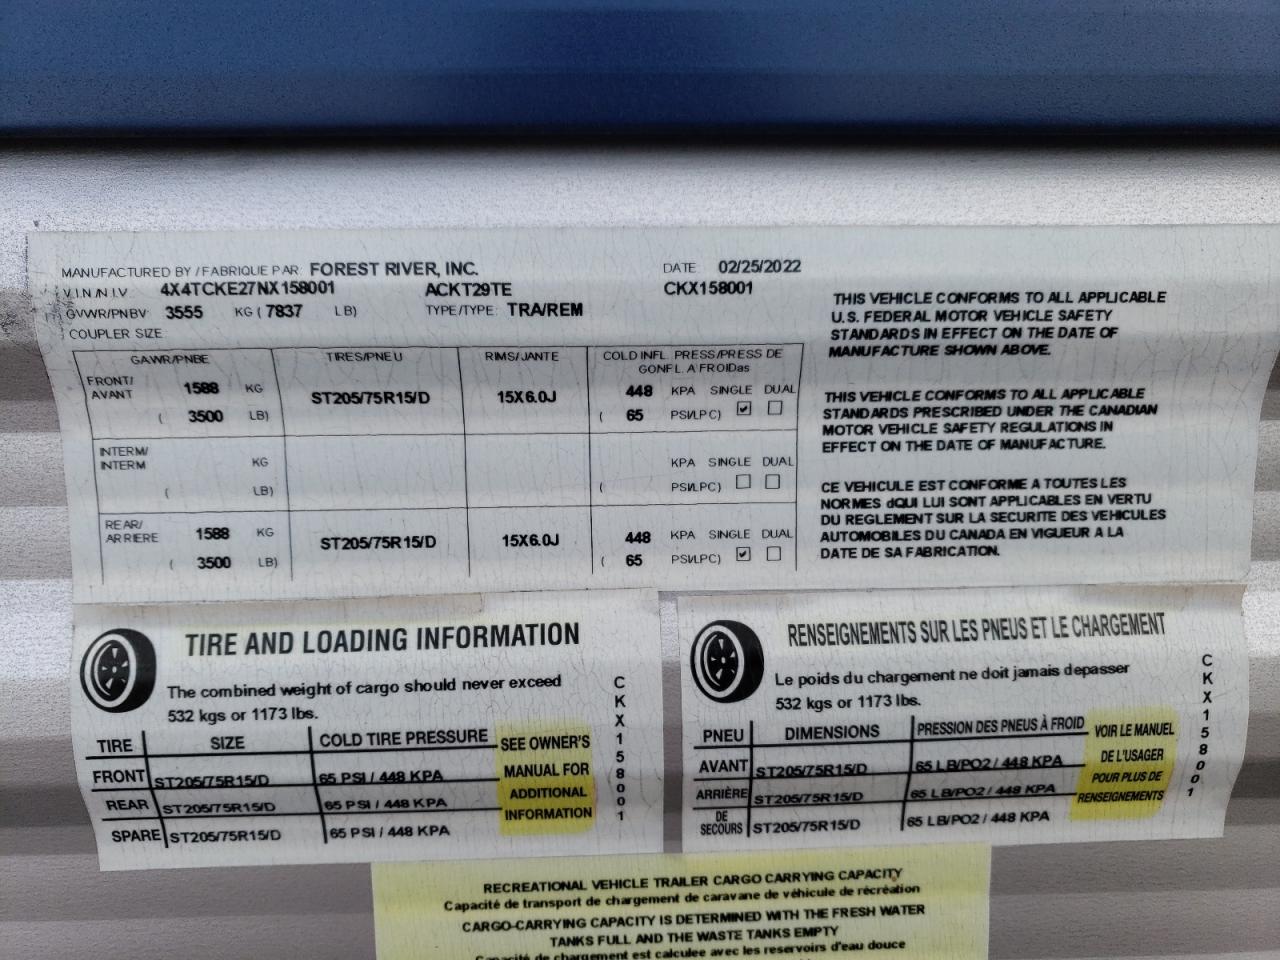 MANUFACTURED BY / FABRIQUE PAR: FOREST RIVER, INC. DATE: 02/25/2022
V.I.N./N.I.V.: 4X4TCKE27NX158001 ACKT29TE CKX158001
GVWR/PNBV: 3555 KG ( 7837 LB) TYPE/TYPE: TRA/REM
COUPLER SIZE:
GAWR/PNBE TIRES/PNEU RIMS/JANTE COLD INFL. PRESS/PRESS DE
GONFL. A FROIDas
FRONT/
AVANT 1588 KG ST205/75R15/D 15X6.0J 448 KPA SINGLE DUAL
( 3500 LB) ( 65 PSI/LPC)
INTERM/
INTERM KG KPA SINGLE DUAL
( LB) ( PSI/LPC)
REAR/
ARRIERE 1588 KG ST205/75R15/D 15X6.0J 448 KPA SINGLE DUAL
( 3500 LB) ( 65 PSI/LPC)
THIS VEHICLE CONFORMS TO ALL APPLICABLE
U.S. FEDERAL MOTOR VEHICLE SAFETY
STANDARDS IN EFFECT ON THE DATE OF
MANUFACTURE SHOWN ABOVE.
THIS VEHICLE CONFORMS TO ALL APPLICABLE
STANDARDS PRESCRIBED UNDER THE CANADIAN
MOTOR VEHICLE SAFETY REGULATIONS IN
EFFECT ON THE DATE OF MANUFACTURE.
CE VEHICULE EST CONFORME A TOUTES LES
NORMES dQUI LUI SONT APPLICABLES EN VERTU
DU REGLEMENT SUR LA SECURITE DES VEHICULES
AUTOMOBILES DU CANADA EN VIGUEUR A LA
DATE DE SA FABRICATION.
TIRE AND LOADING INFORMATION
The combined weight of cargo should never exceed
532 kgs or 1173 lbs.
TIRE SIZE COLD TIRE PRESSURE SEE OWNER'S
FRONT ST205/75R15/D 65 PSI / 448 KPA MANUAL FOR
REAR ST205/75R15/D 65 PSI / 448 KPA ADDITIONAL
SPARE ST205/75R15/D 65 PSI / 448 KPA INFORMATION
CKX158001
RENSEIGNEMENTS SUR LES PNEUS ET LE CHARGEMENT
Le poids du chargement ne doit jamais depasser
532 kgs or 1173 lbs.
PNEU DIMENSIONS PRESSION DES PNEUS À FROID VOIR LE MANUEL
AVANT ST205/75R15/D 65 LB/PO2 / 448 KPA DE L'USAGER
ARRIÈRE ST205/75R15/D 65 LB/PO2 / 448 KPA POUR PLUS DE
DE
SECOURS ST205/75R15/D 65 LB/PO2 / 448 KPA RENSEIGNEMENTS
CKX158001
RECREATIONAL VEHICLE TRAILER CARGO CARRYING CAPACITY
Capacité de transport de chargement de caravane de véhicule de récréation
CARGO-CARRYING CAPACITY IS DETERMINED WITH THE FRESH WATER
TANKS FULL AND THE WASTE TANKS EMPTY
Capacité de chargement est calculee avec les reservoirs d'eau douce